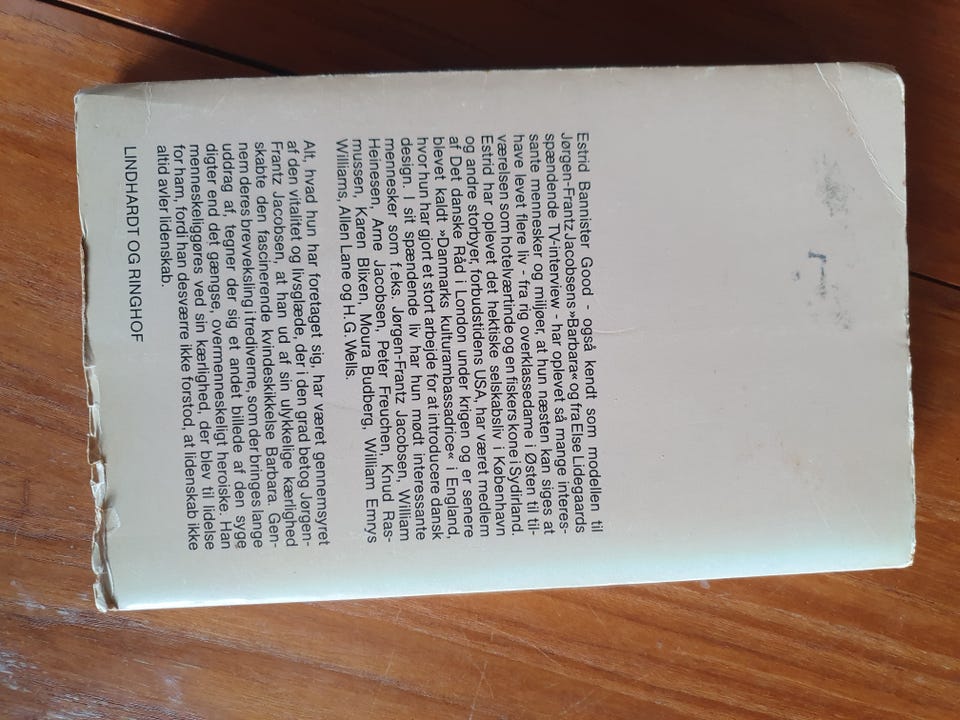 Estrid Bannister Good - også kendt som modellen til
Jørgen-Frantz Jacobsens »Barbara« og fra Else Lidegaards
spændende TV-interview - har oplevet så mange interes-
sante mennesker og miljøer, at hun næsten kan siges at
have levet flere liv - fra rig overklassedame i Østen til til-
værelsen som hotelværtinde og en fiskers kone i Sydirland.
Estrid har oplevet det hektiske selskabsliv i København
og andre storbyer, forbudstidens USA, har været medlem
af Det danske Råd i London under krigen og er senere
blevet kaldt »Danmarks kulturambassadrice« i England,
hvor hun har gjort et stort arbejde for at introducere dansk
design. I sit spændende liv har hun mødt interessante
mennesker som f.eks. Jørgen-Frantz Jacobsen, William
Heinesen, Arne Jacobsen, Peter Freuchen, Knud Ras-
mussen, Karen Blixen, Moura Budberg, William Emrys
Williams, Allen Lane og H.G. Wells.
Alt, hvad hun har foretaget sig, har været gennemsyret
af den vitalitet og livsglæde, der i den grad betog Jørgen-
Frantz Jacobsen, at han ud af sin ulykkelige kærlighed
skabte den fascinerende kvindeskikkelse Barbara. Gen-
nem deres brevveksling i trediverne, som der bringes lange
uddrag af, tegner der sig et andet billede af den syge
digter end det gængse, overmenneskeligt heroiske. Han
menneskeliggøres ved sin kærlighed, der blev til lidelse
for ham, fordi han desværre ikke forstod, at lidenskab ikke
altid avler lidenskab.
LINDHARDT OG RINGHOF